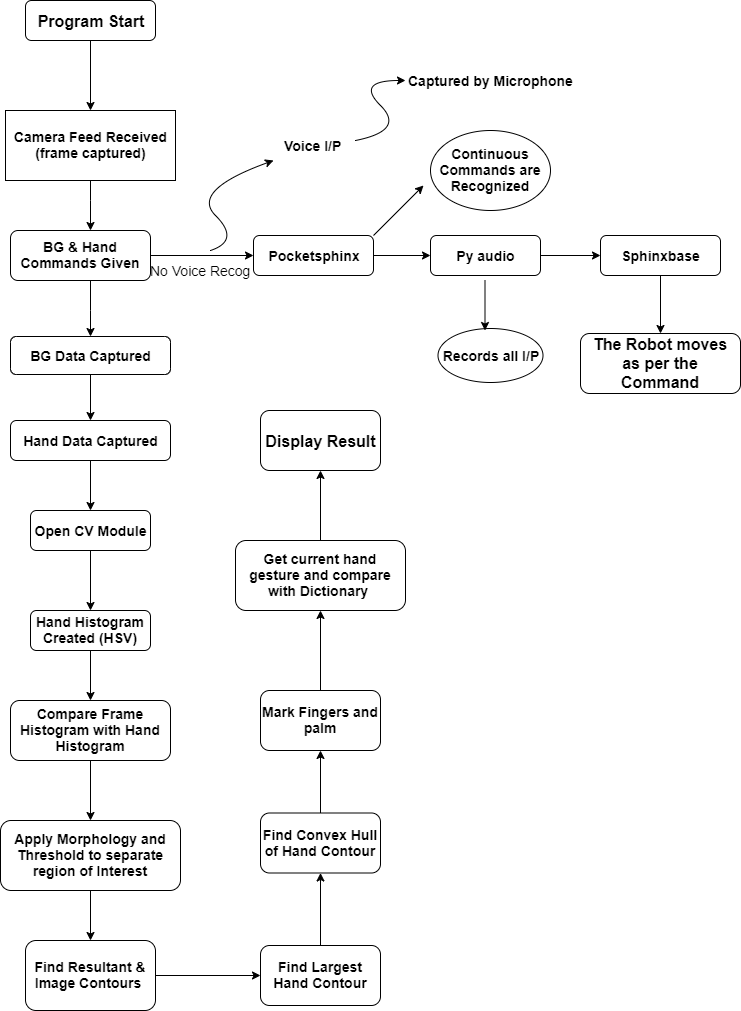 Program Start
Captured by Microphone
Camera Feed Received
(frame captured)
Voice I/P
Continuous
Commands are
Recognized
BG & Hand
Commands Given
No Voice Recog
Pocketsphinx
Py audio
Sphinxbase
BG Data Captured
Records all I/P
The Robot moves
as per the
Command
Hand Data Captured
Display Result
Open CV Module
Get current hand
gesture and compare
with Dictionary
Hand Histogram
Created (HSV)
Compare Frame
Histogram with Hand
Histogram
Mark Fingers and
palm
Apply Morphology and
Threshold to separate
region of Interest
Find Convex Hull
of Hand Contour
Find Resultant &
Image Contours
Find Largest
Hand Contour